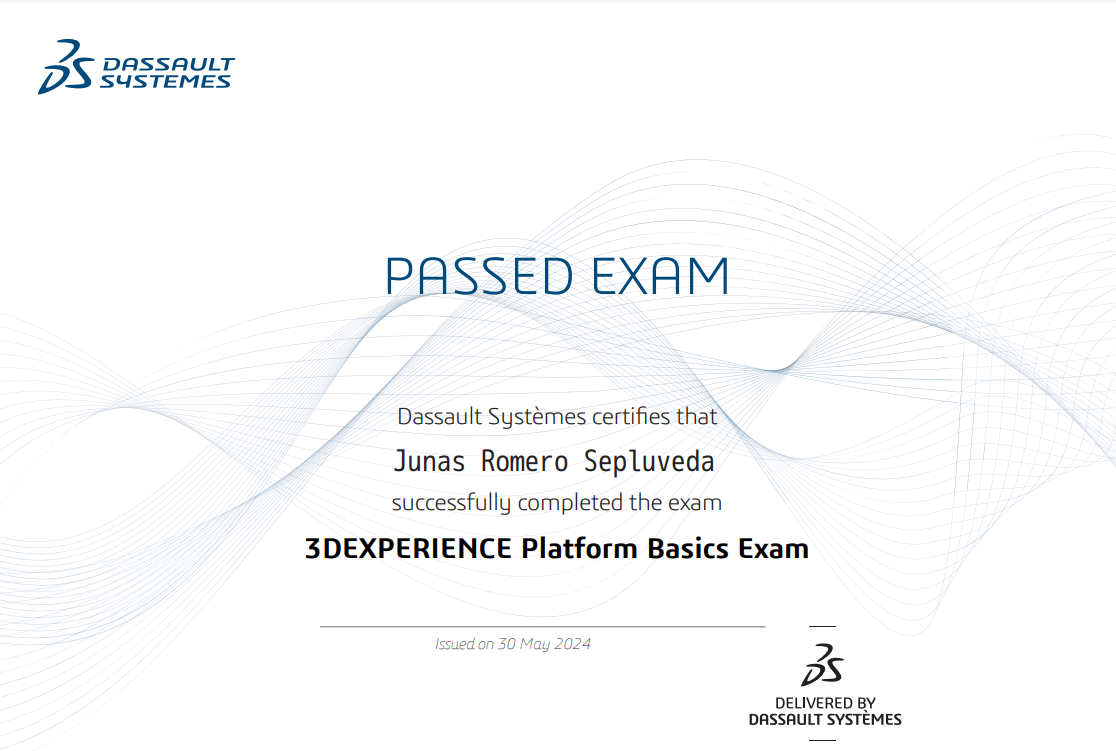 DASSAULT
SYSTEMES
PASSED EXAM
Dassault Systèmes certifies that
Junas Romero Sepluveda
successfully completed the exam
3DEXPERIENCE Platform Basics Exam
Issued on 30 May 2024
DELIVERED BY
DASSAULT SYSTÈMES